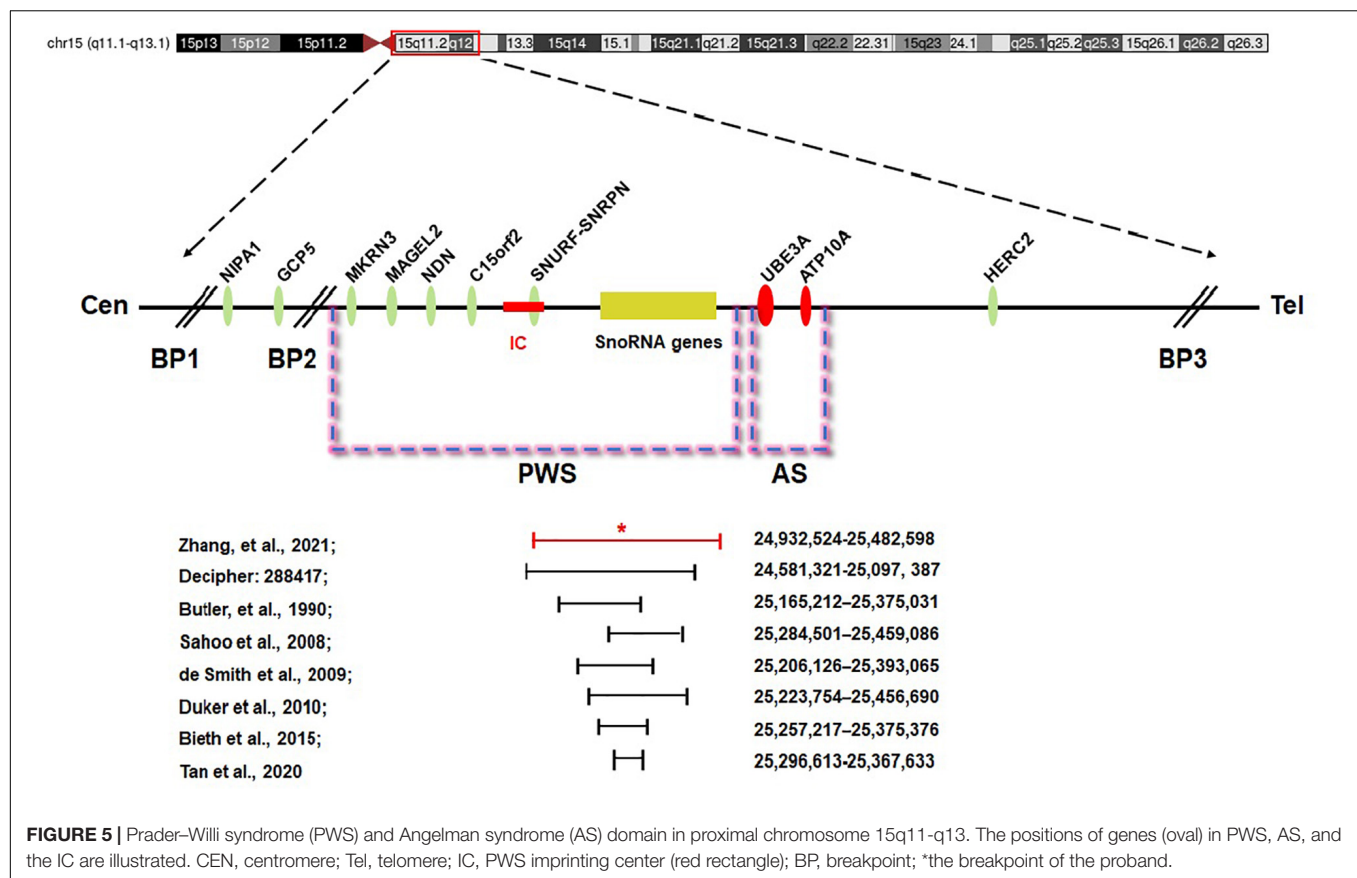 chr15 (q11.1-q13.1) 15p13 15p12 15p11.2 15q11.2 q12 13.3 15q14 15.1 15q21.1 q21.2 15q21.3 q22.2 22.31 15q23 24.1 q25.1 q25.2 q25.3 15q26.1 q26.2 q26.3
NIPA1 GCP5 MKRN3 MAGEL2 NDN C15orf2 SNURF-SNRPN UBE3A ATP10A HERC2
Cen Tel
IC SnoRNA genes
BP1 BP2 BP3
PWS AS
Zhang, et al., 2021; * 24,932,524-25,482,598
Decipher: 288417; 24,581,321-25,097, 387
Butler, et al., 1990; 25,165,212–25,375,031
Sahoo et al., 2008; 25,284,501–25,459,086
de Smith et al., 2009; 25,206,126–25,393,065
Duker et al., 2010; 25,223,754–25,456,690
Bieth et al., 2015; 25,257,217–25,375,376
Tan et al., 2020 25,296,613-25,367,633
FIGURE 5 | Prader–Willi syndrome (PWS) and Angelman syndrome (AS) domain in proximal chromosome 15q11-q13. The positions of genes (oval) in PWS, AS, and
the IC are illustrated. CEN, centromere; Tel, telomere; IC, PWS imprinting center (red rectangle); BP, breakpoint; *the breakpoint of the proband.